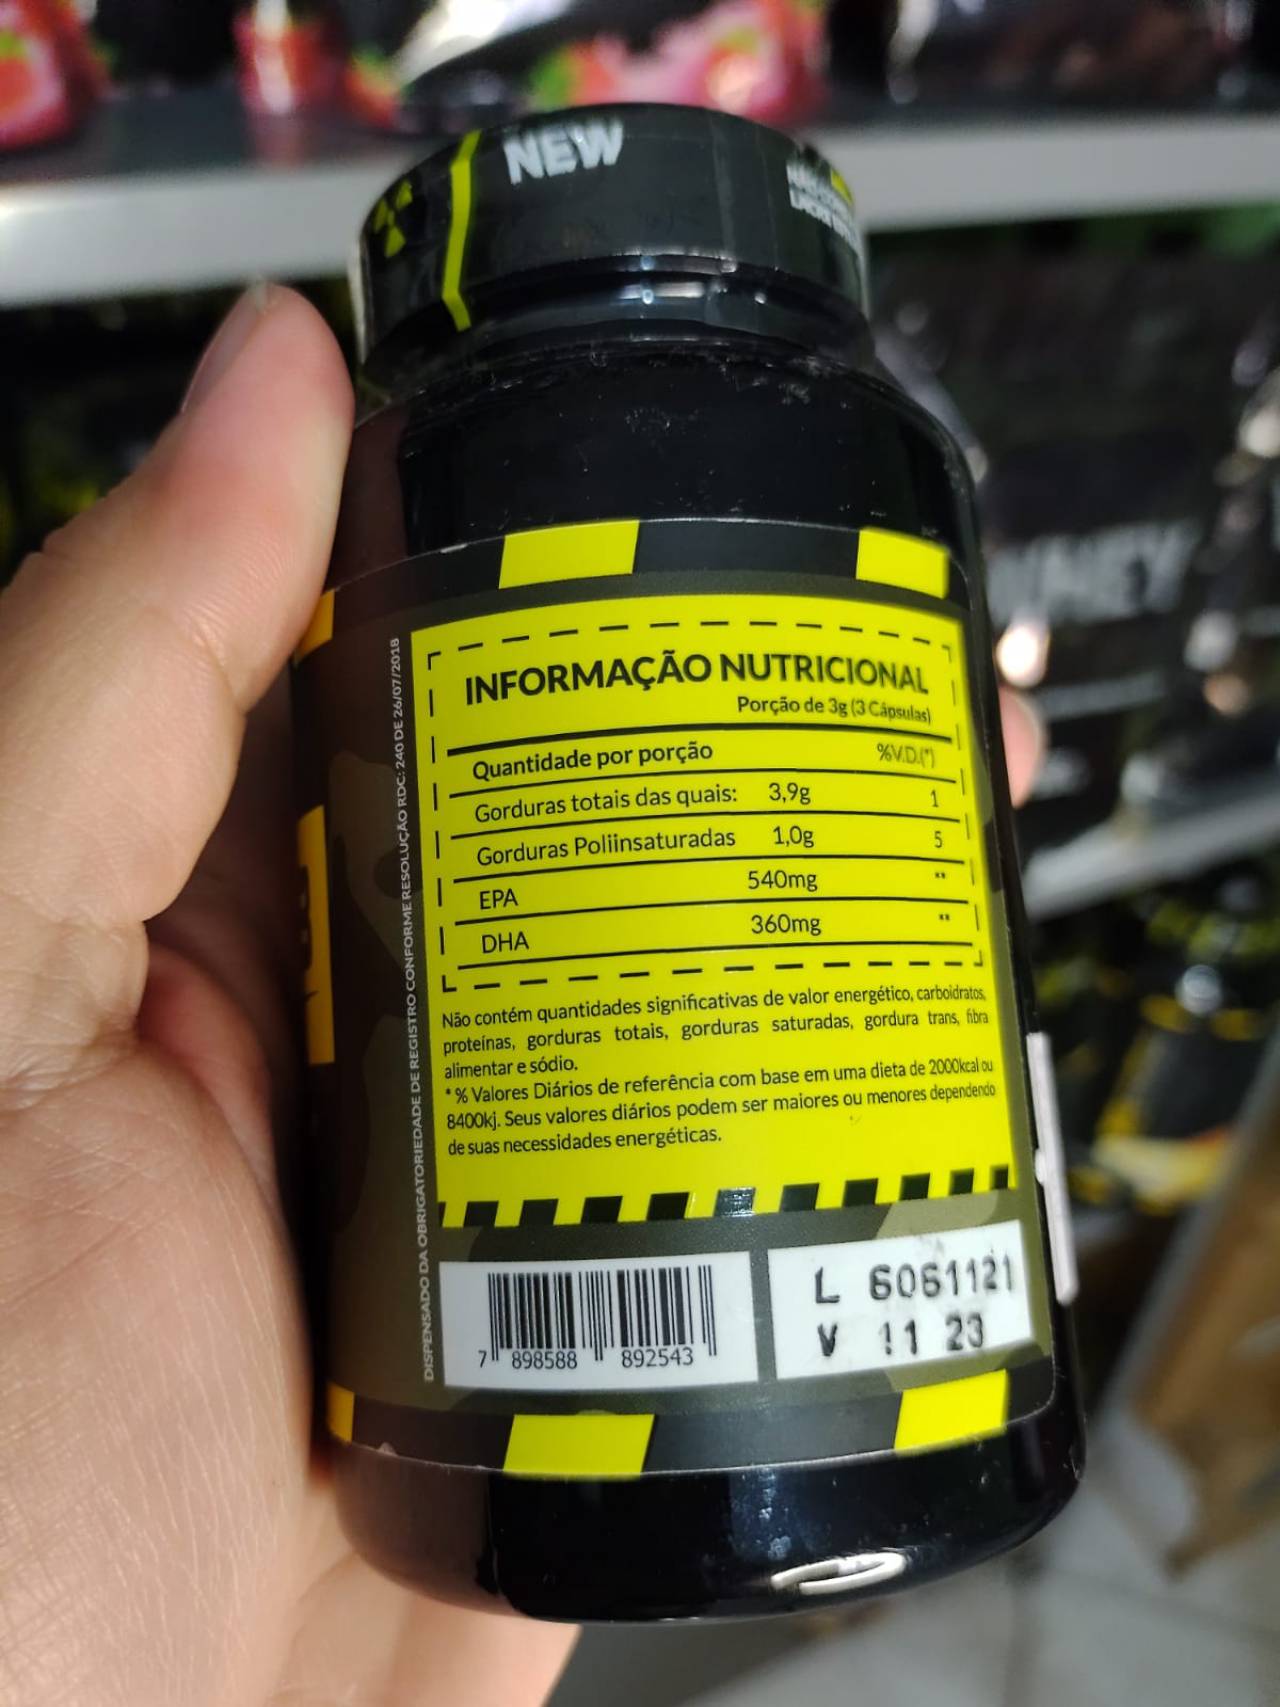 NEW
INFORMAÇÃO NUTRICIONAL
Porção de 3g (3 Cápsulas)
Quantidade por porção %V.D.(*)
Gorduras totais das quais: 3,9g 1
Gorduras Poliinsaturadas 1,0g 5
EPA 540mg **
DHA 360mg **
Não contém quantidades significativas de valor energético, carboidratos,
proteínas, gorduras totais, gorduras saturadas, gordura trans, fibra
alimentar e sódio.
* % Valores Diários de referência com base em uma dieta de 2000kcal ou
8400kj. Seus valores diários podem ser maiores ou menores dependendo
de suas necessidades energéticas.
DISPENSADO DA OBRIGATORIEDADE DE REGISTRO CONFORME RESOLUÇÃO RDC: 240 DE 26/07/2018
7 898588 892543
L 6061121
V 11 23
WHEY